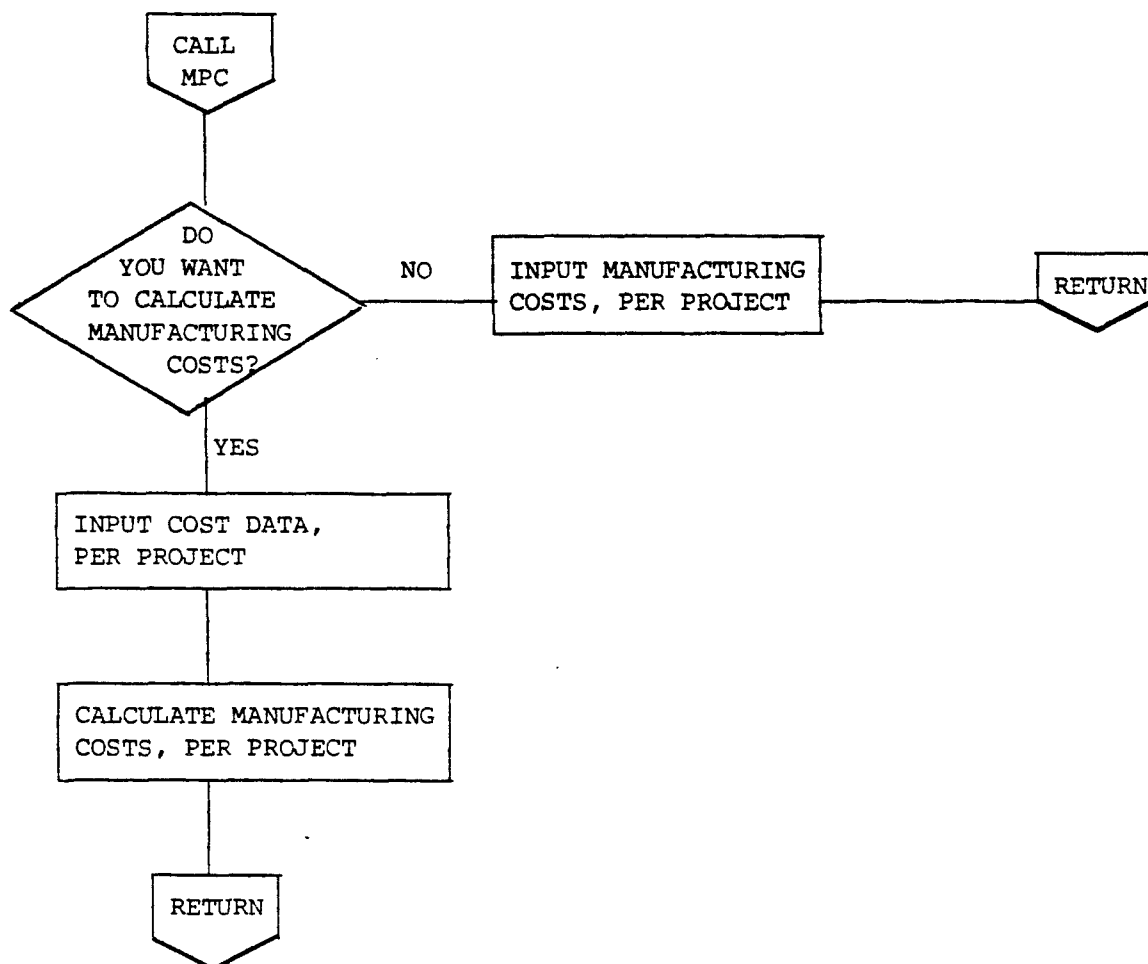 CALL
MPC
DO
YOU WANT
TO CALCULATE
MANUFACTURING
COSTS?
NO
INPUT MANUFACTURING
COSTS, PER PROJECT
RETURN
YES
INPUT COST DATA,
PER PROJECT
CALCULATE MANUFACTURING
COSTS, PER PROJECT
RETURN